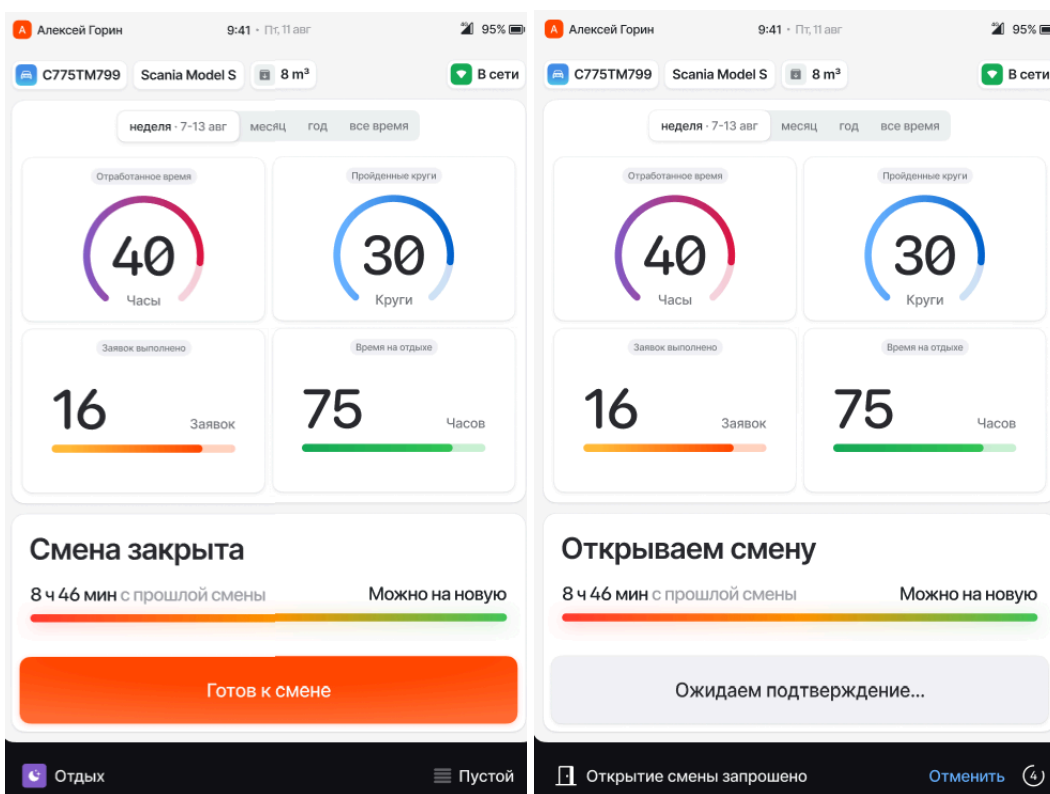 А Алексей Горин 9:41 · Пт, 11 авг 4G 95%
С775ТМ799 Scania Model S 8 m³ В сети
неделя · 7-13 авг месяц год все время
Отработанное время Пройденные круги
40 30
Часы Круги
Заявок выполнено Время на отдыхе
16 Заявок 75 Часов
Смена закрыта
8 ч 46 мин с прошлой смены Можно на новую
Готов к смене
Отдых Пустой
А Алексей Горин 9:41 · Пт, 11 авг 4G 95%
С775ТМ799 Scania Model S 8 m³ В сети
неделя · 7-13 авг месяц год все время
Отработанное время Пройденные круги
40 30
Часы Круги
Заявок выполнено Время на отдыхе
16 Заявок 75 Часов
Открываем смену
8 ч 46 мин с прошлой смены Можно на новую
Ожидаем подтверждение...
Открытие смены запрошено Отменить 4